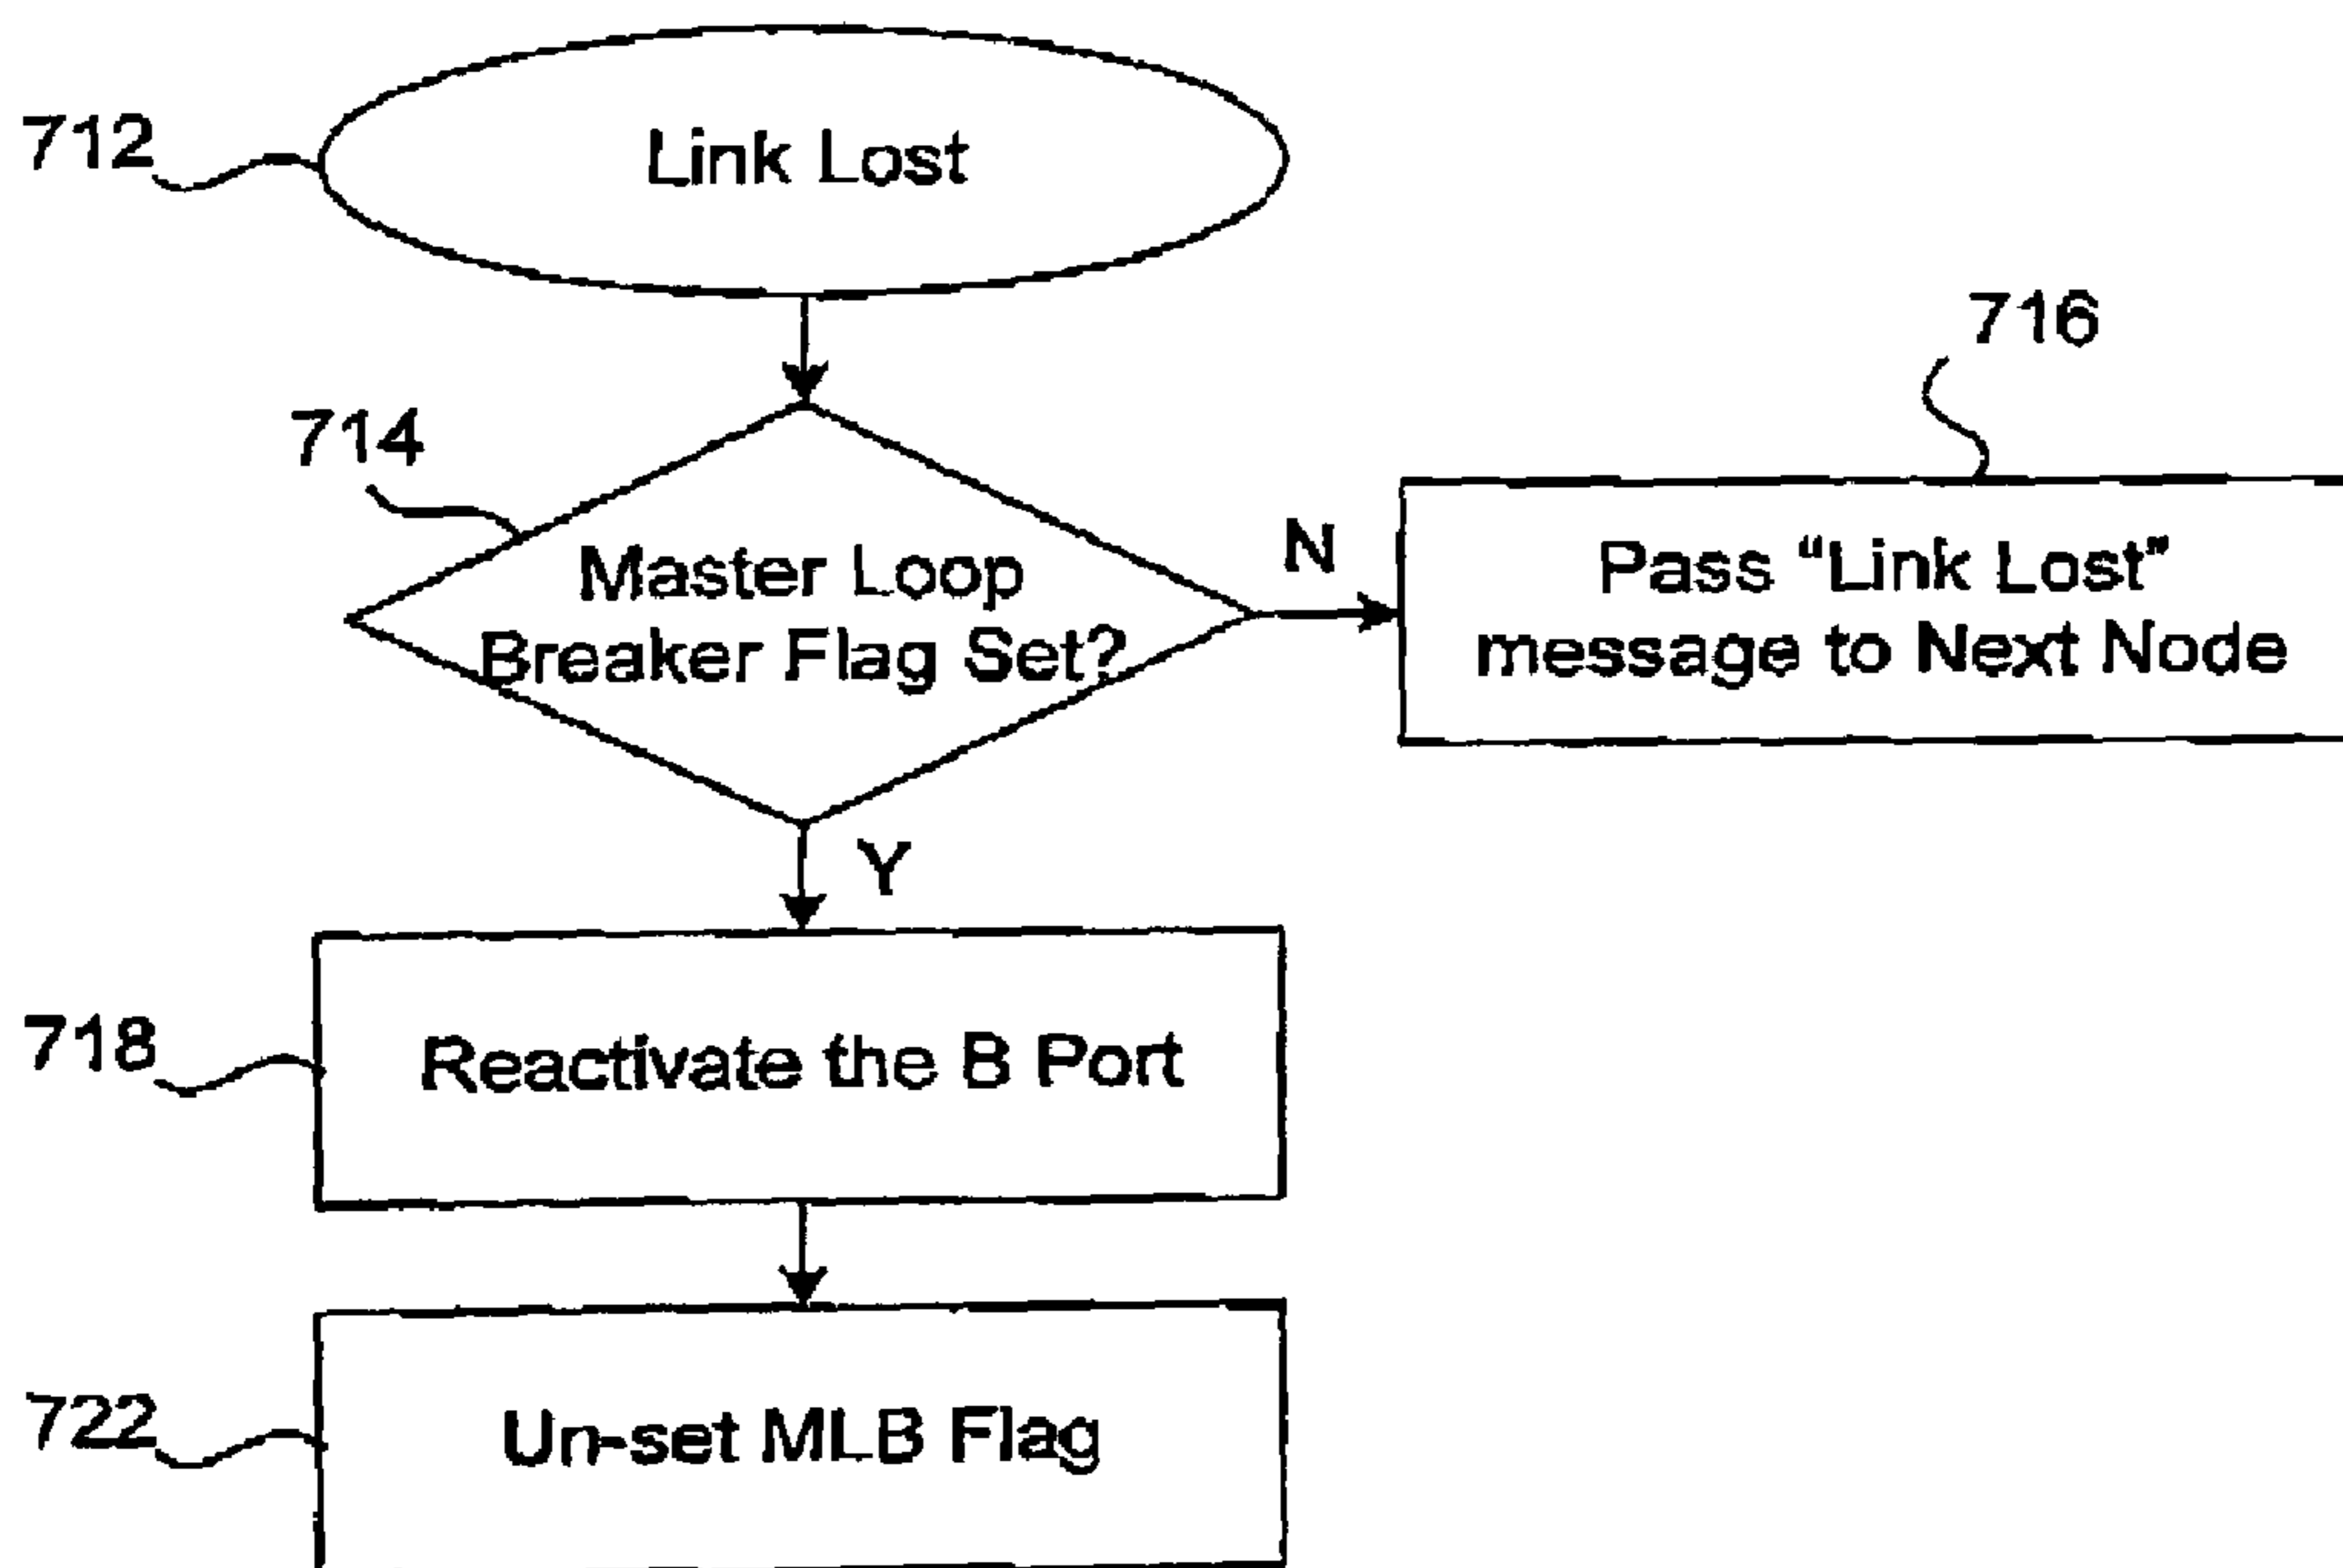 712
Link Lost
714
Master Loop
Breaker Flag Set?
N
716
Pass “Link Lost”
message to Next Node
Y
718
Reactivate the B Port
722
Un-set MLB Flag